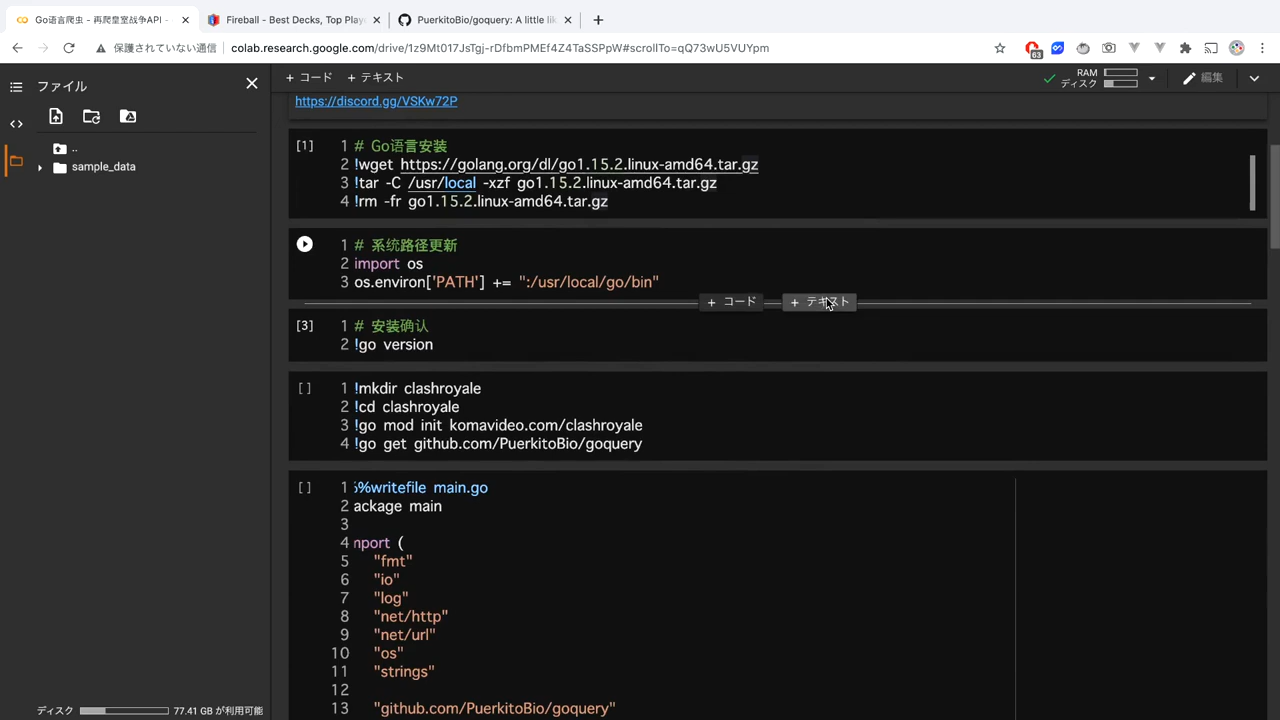 Go语言爬虫 - 再爬皇室战争API -
Fireball - Best Decks, Top Play
PuerkitoBio/goquery: A little lik
保護されていない通信
colab.research.google.com/drive/1z9Mt017JsTgj-rDfbmPMEf4Z4TaSSPpW#scrollTo=qQ73wU5VUYpm
63
ファイル
+ コード + テキスト
RAM
ディスク
編集
..
sample_data
https://discord.gg/VSKw72P
[1]
1 # Go语言安装
2 !wget https://golang.org/dl/go1.15.2.linux-amd64.tar.gz
3 !tar -C /usr/local -xzf go1.15.2.linux-amd64.tar.gz
4 !rm -fr go1.15.2.linux-amd64.tar.gz
1 # 系统路径更新
2 import os
3 os.environ['PATH'] += ":/usr/local/go/bin"
+ コード + テキスト
[3]
1 # 安装确认
2 !go version
[ ]
1 !mkdir clashroyale
2 !cd clashroyale
3 !go mod init komavideo.com/clashroyale
4 !go get github.com/PuerkitoBio/goquery
[ ]
1 %%writefile main.go
2 ackage main
3
4 mport (
5 "fmt"
6 "io"
7 "log"
8 "net/http"
9 "net/url"
10 "os"
11 "strings"
12
13 "github.com/PuerkitoBio/goquery"
ディスク 77.41 GB が利用可能